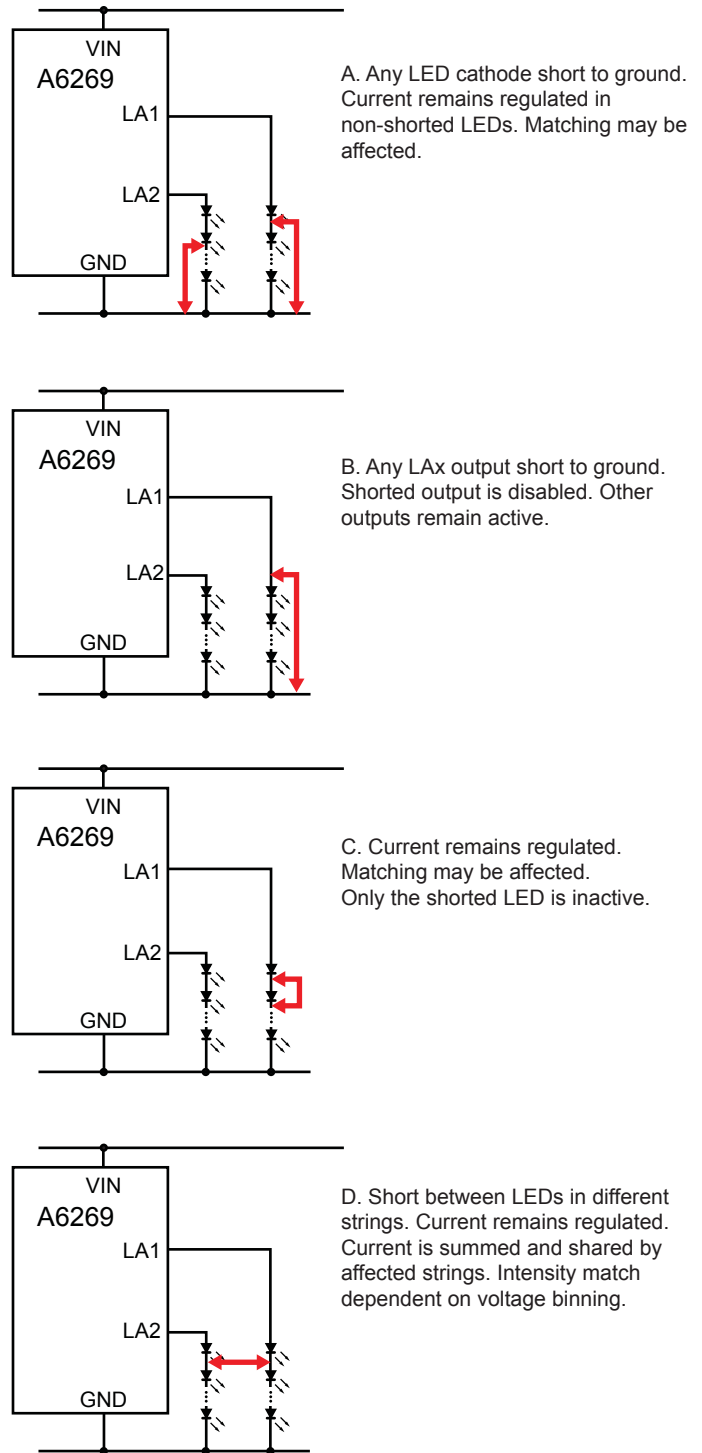 VIN
A6269
LA1
LA2
GND
A. Any LED cathode short to ground.
Current remains regulated in
non-shorted LEDs. Matching may be
affected.
VIN
A6269
LA1
LA2
GND
B. Any LAx output short to ground.
Shorted output is disabled. Other
outputs remain active.
VIN
A6269
LA1
LA2
GND
C. Current remains regulated.
Matching may be affected.
Only the shorted LED is inactive.
VIN
A6269
LA1
LA2
GND
D. Short between LEDs in different
strings. Current remains regulated.
Current is summed and shared by
affected strings. Intensity match
dependent on voltage binning.